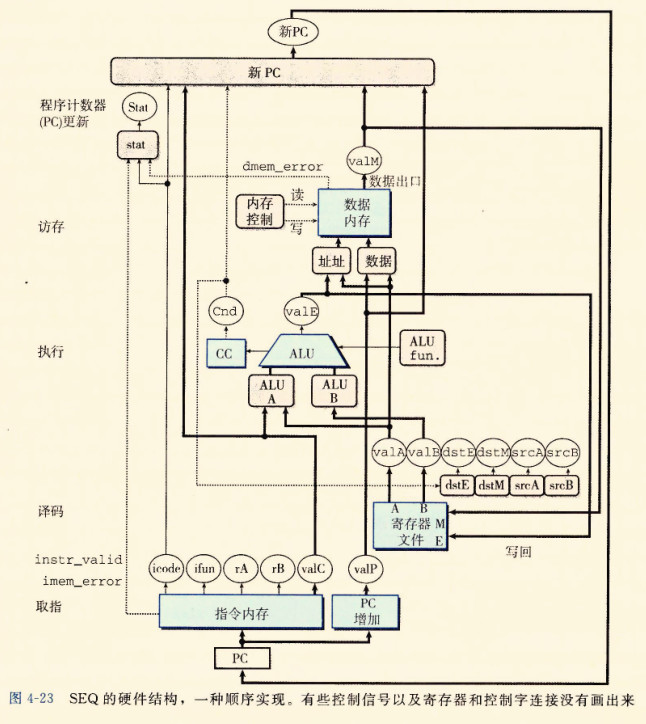 新PC
新 PC
程序计数器
(PC)更新
Stat
stat
dmem_error
valM
数据出口
内存
控制
读
写
数据
内存
访存
址址
数据
Cnd
valE
执行
CC
ALU
ALU
fun.
ALU
A
ALU
B
valA
valB
dstE
dstM
srcA
srcB
dstE
dstM
srcA
srcB
译码
A B
寄存器 M
文件 E
写回
instr_valid
imem_error
icode
ifun
rA
rB
valC
valP
取指
指令内存
PC
增加
PC
图 4-23 SEQ 的硬件结构，一种顺序实现。有些控制信号以及寄存器和控制字连接没有画出来